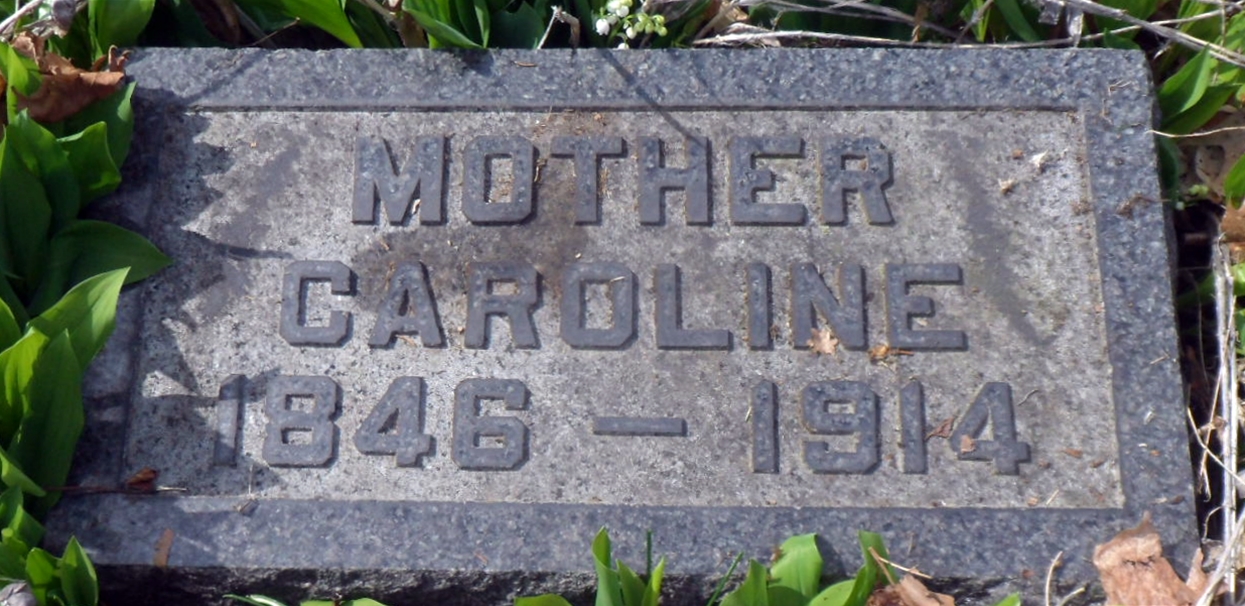 MOTHER
CAROLINE
1846 — 1914